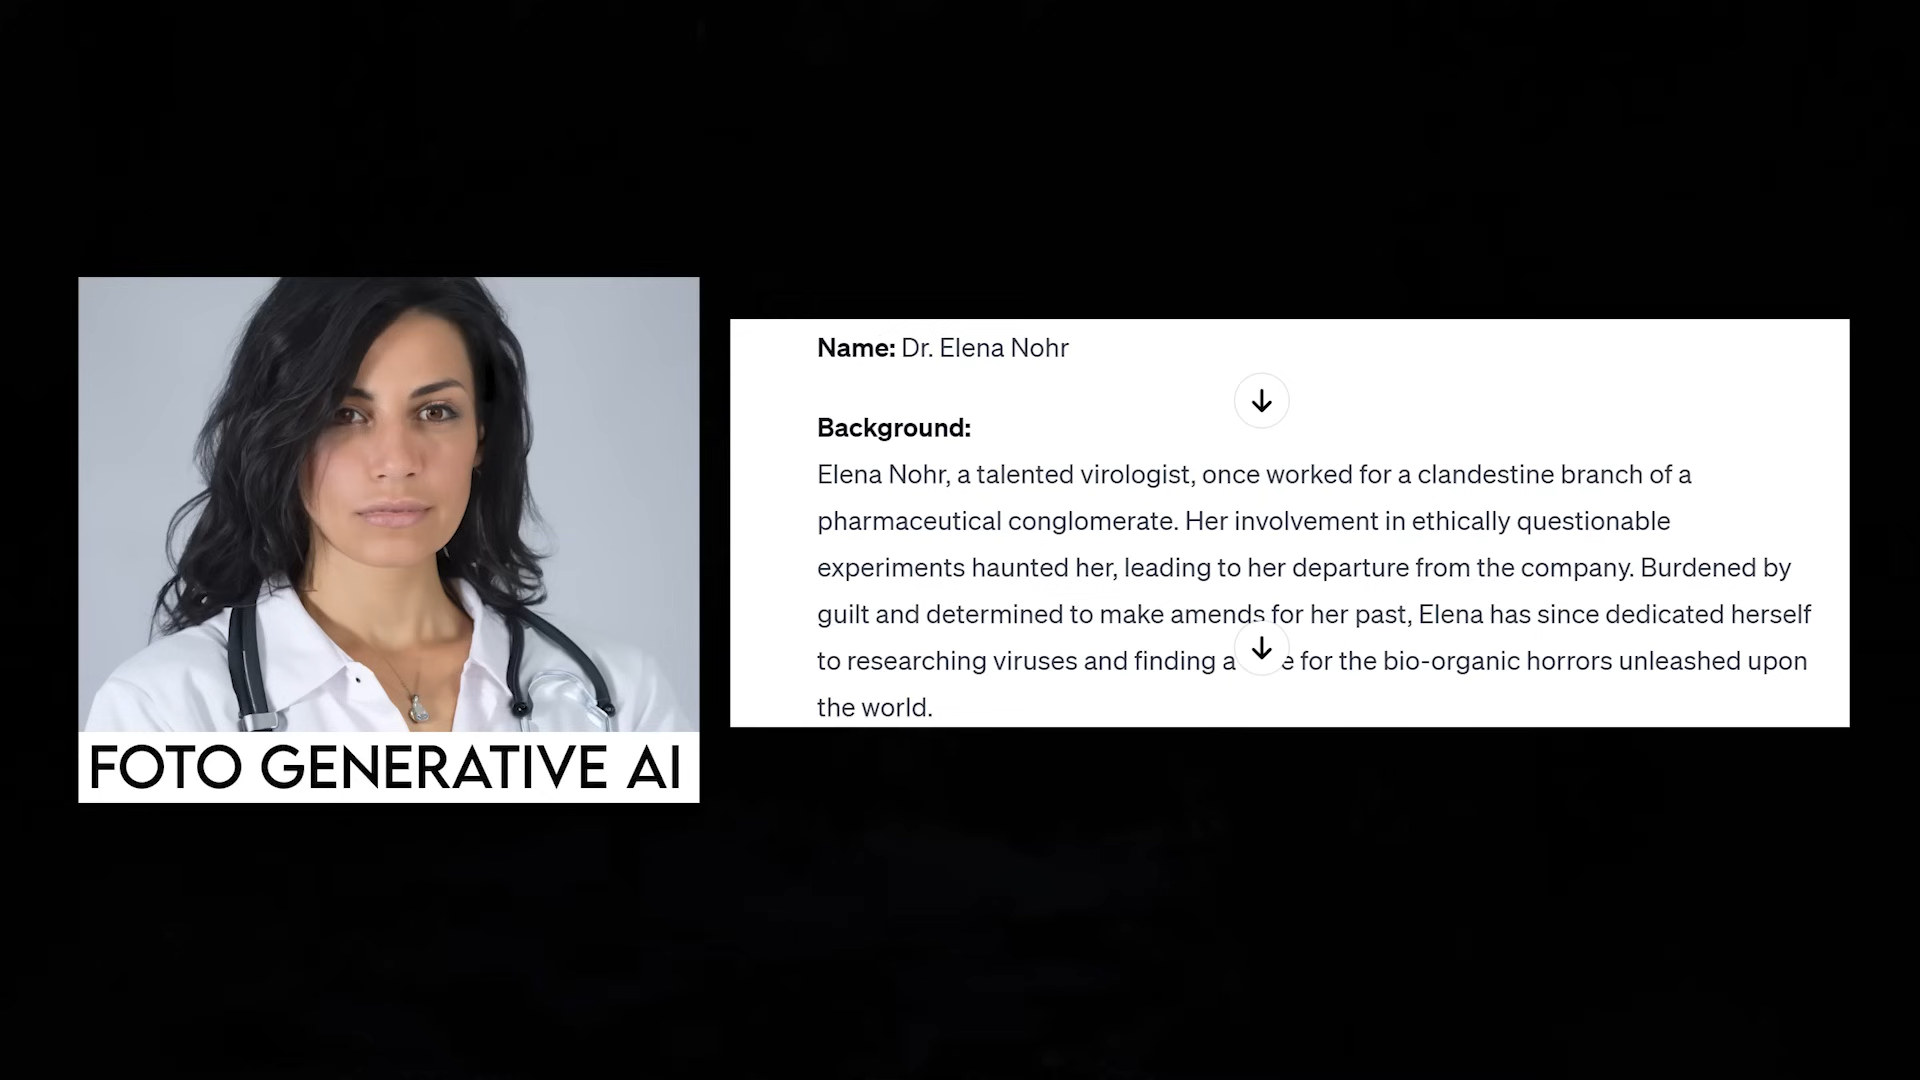 FOTO GENERATIVE AI
Name: Dr. Elena Nohr
Background:
Elena Nohr, a talented virologist, once worked for a clandestine branch of a
pharmaceutical conglomerate. Her involvement in ethically questionable
experiments haunted her, leading to her departure from the company. Burdened by
guilt and determined to make amends for her past, Elena has since dedicated herself
to researching viruses and finding a for the bio-organic horrors unleashed upon
the world.